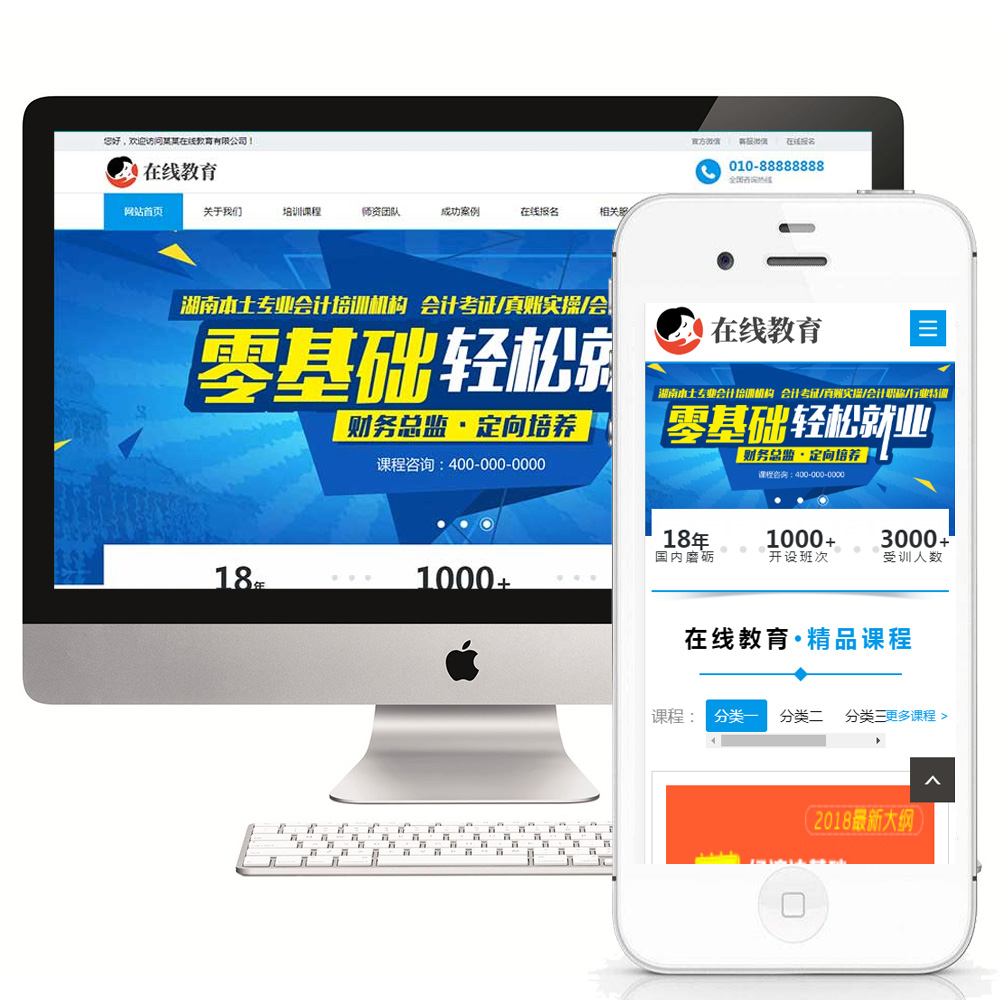 您好，欢迎访问某某在线教育有限公司！
官方微信 客服微信 在线报名
在线教育
010-88888888
全国咨询热线
网站首页 关于我们 培训课程 师资团队 成功案例 在线报名 相关服
湖南本土专业会计培训机构 会计考证/真账实操/会
零基础轻松就
财务总监·定向培养
课程咨询：400-000-0000
18年 1000+
在线教育
湖南本土专业会计培训机构 会计考证/真账实操/会计职称/行业特训
零基础轻松就业
财务总监·定向培养
课程咨询：400-000-0000
18年 1000+ 3000+
国内磨砺 开设班次 受训人数
在线教育·精品课程
课程： 分类一 分类二 分类三 更多课程 >
2018最新大纲